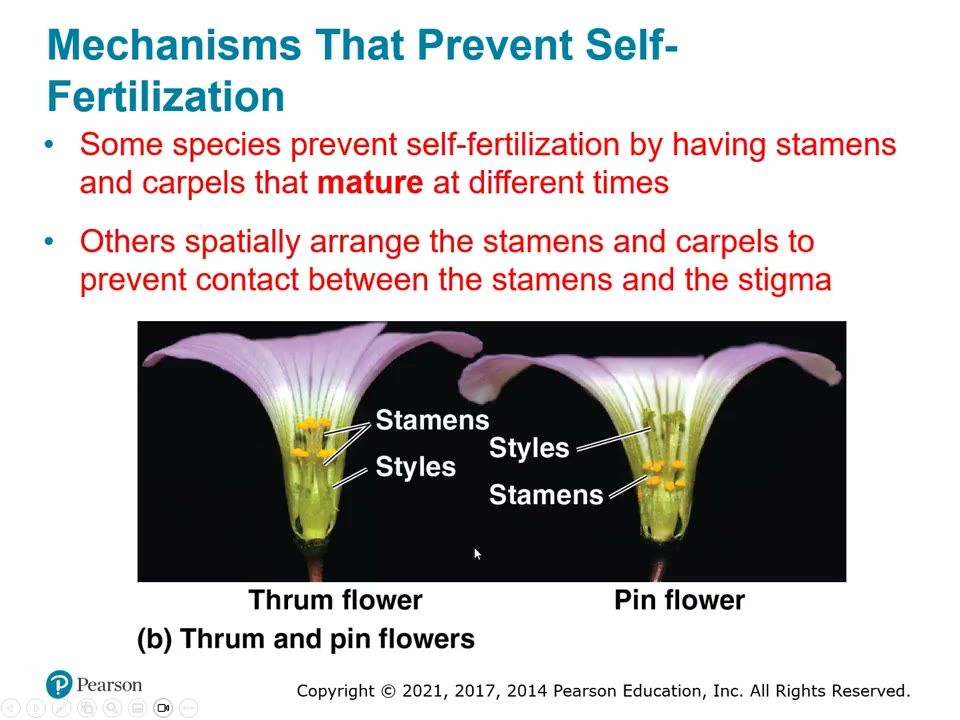 Mechanisms That Prevent Self-
Fertilization
• Some species prevent self-fertilization by having stamens
and carpels that mature at different times
• Others spatially arrange the stamens and carpels to
prevent contact between the stamens and the stigma
Stamens
Styles
Styles
Stamens
Thrum flower
Pin flower
(b) Thrum and pin flowers
P Pearson
Copyright © 2021, 2017, 2014 Pearson Education, Inc. All Rights Reserved.